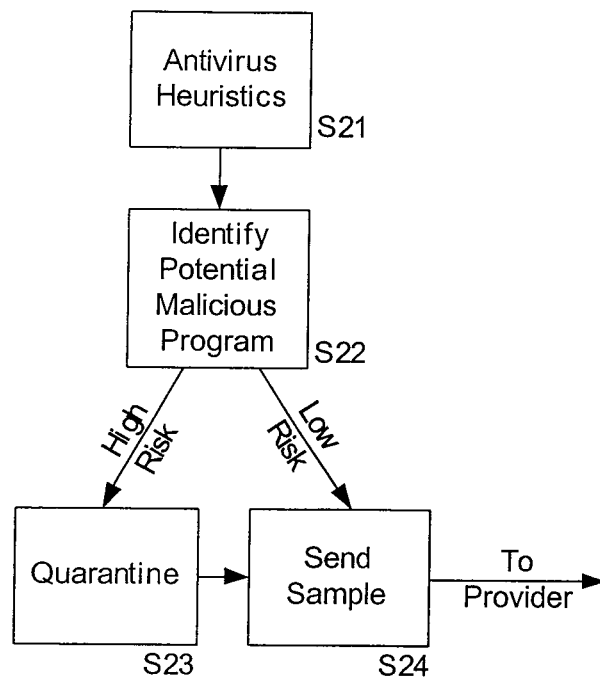 Antivirus
Heuristics
S21
Identify
Potential
Malicious
Program
S22
High
Risk
Low
Risk
Quarantine
S23
Send
Sample
S24
To
Provider